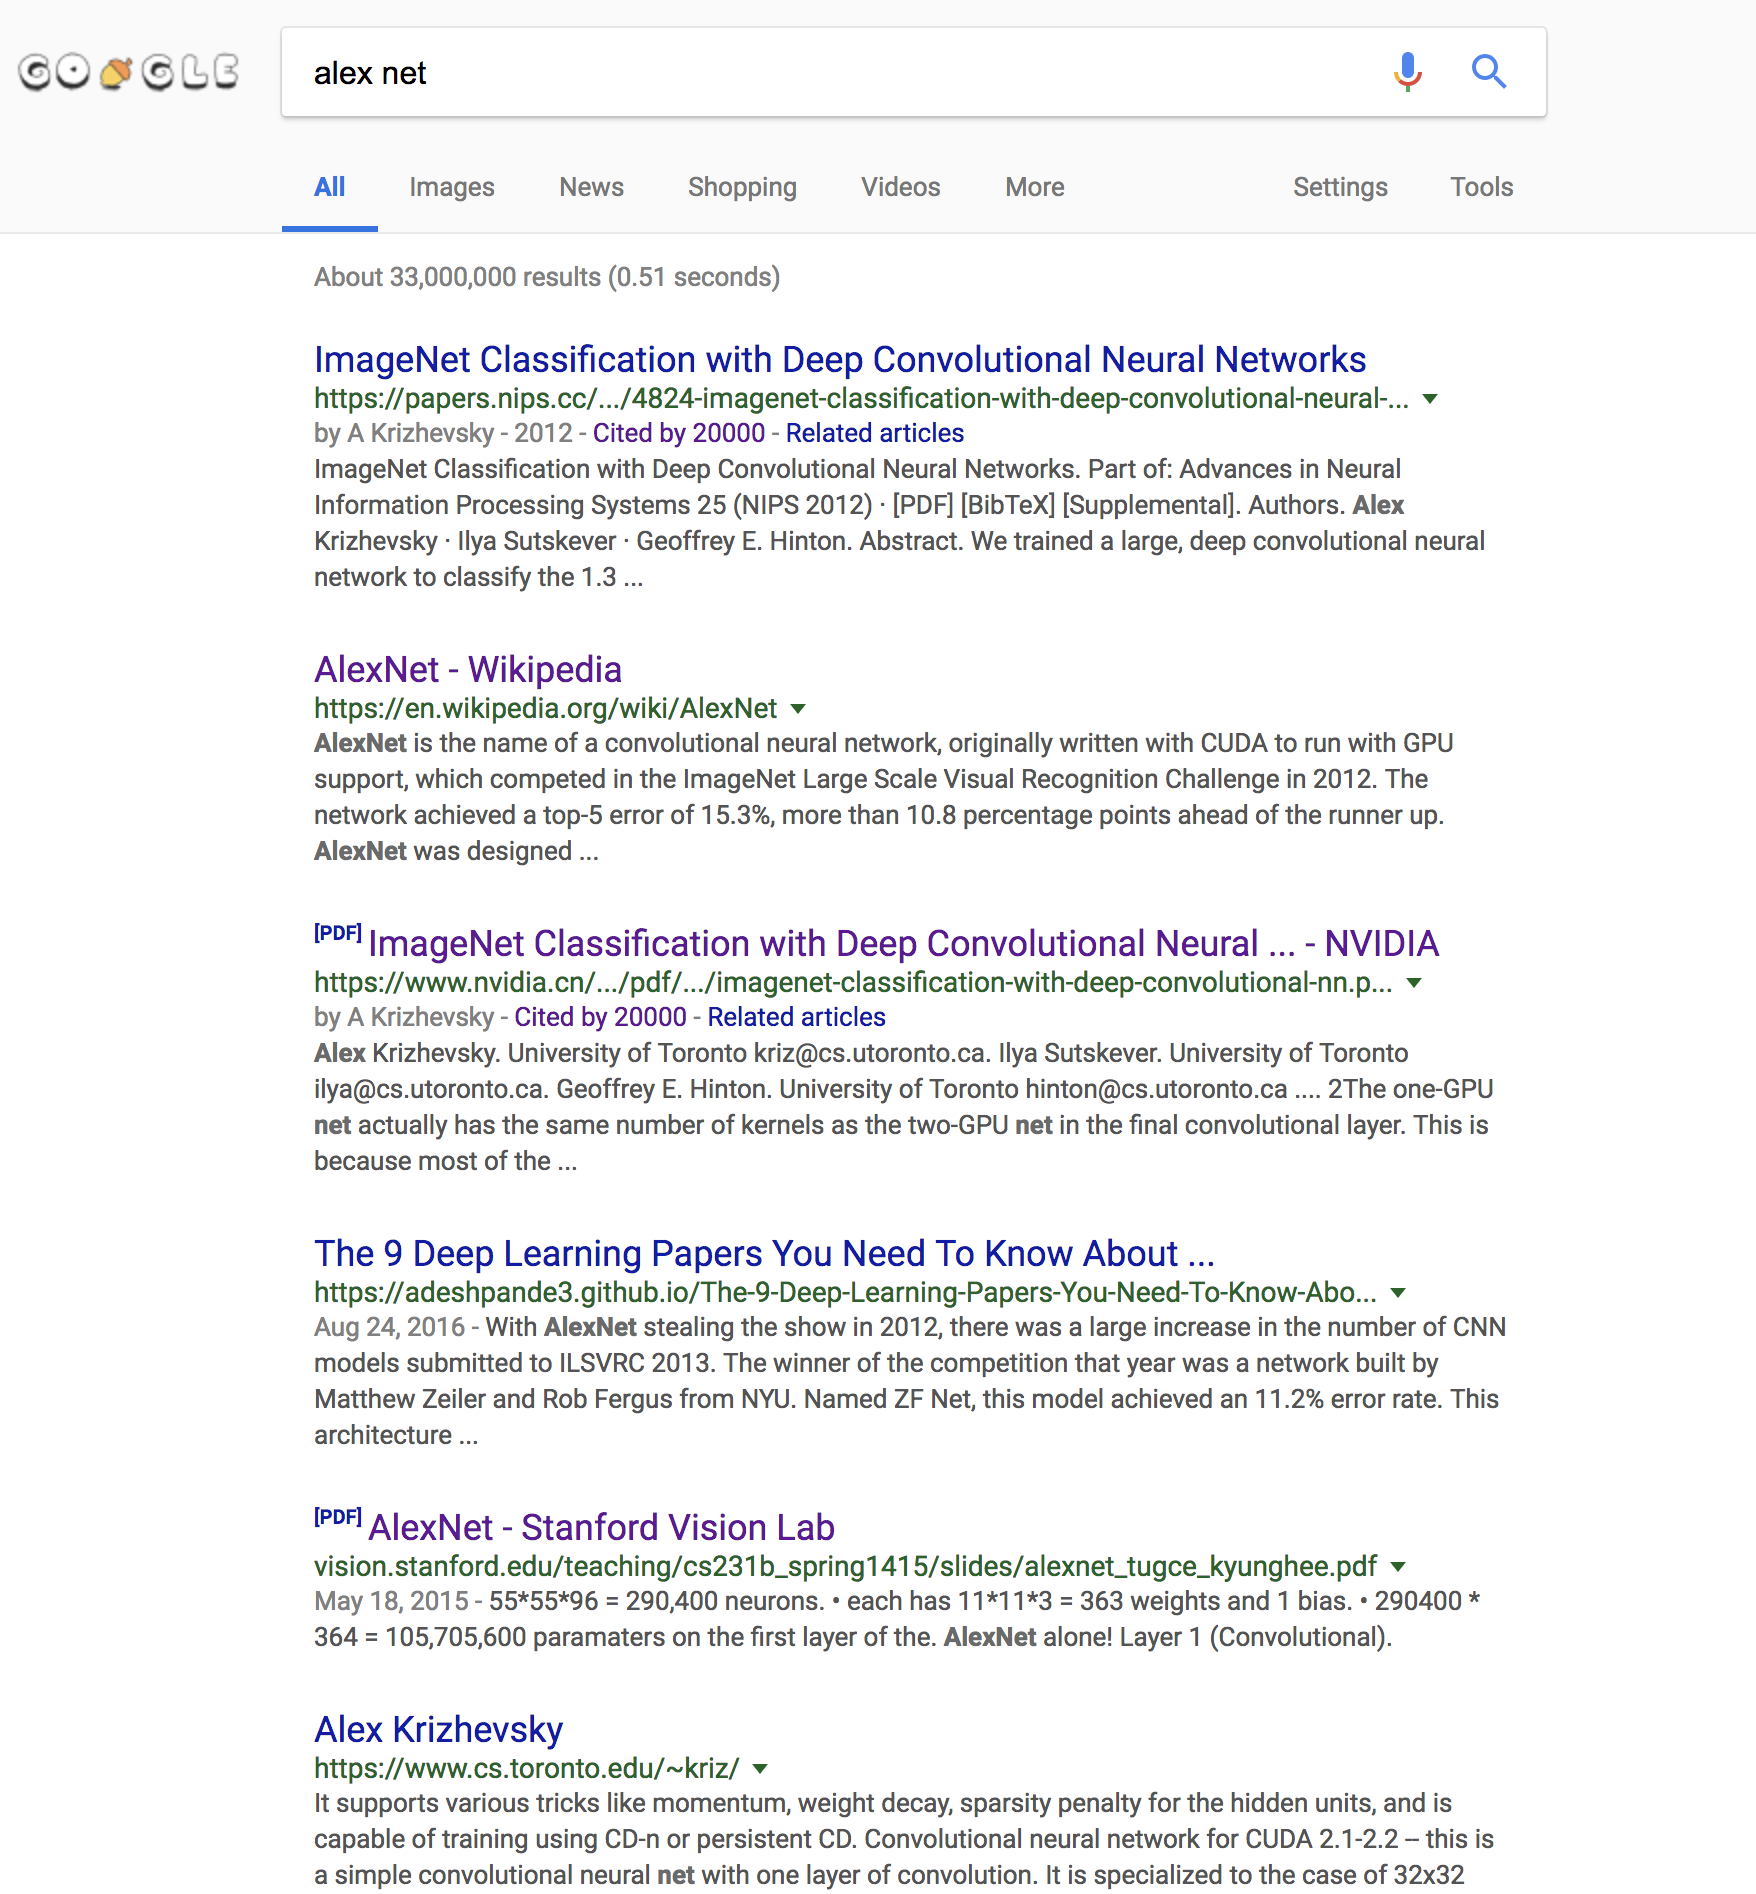 GO GLE
alex net
All Images News Shopping Videos More Settings Tools
About 33,000,000 results (0.51 seconds)
ImageNet Classification with Deep Convolutional Neural Networks
https://papers.nips.cc/.../4824-imagenet-classification-with-deep-convolutional-neural-...
by A Krizhevsky - 2012 - Cited by 20000 - Related articles
ImageNet Classification with Deep Convolutional Neural Networks. Part of: Advances in Neural
Information Processing Systems 25 (NIPS 2012) · [PDF] [BibTeX] [Supplemental]. Authors. Alex
Krizhevsky · Ilya Sutskever · Geoffrey E. Hinton. Abstract. We trained a large, deep convolutional neural
network to classify the 1.3 ...
AlexNet - Wikipedia
https://en.wikipedia.org/wiki/AlexNet
AlexNet is the name of a convolutional neural network, originally written with CUDA to run with GPU
support, which competed in the ImageNet Large Scale Visual Recognition Challenge in 2012. The
network achieved a top-5 error of 15.3%, more than 10.8 percentage points ahead of the runner up.
AlexNet was designed ...
[PDF] ImageNet Classification with Deep Convolutional Neural ... - NVIDIA
https://www.nvidia.cn/.../pdf/.../imagenet-classification-with-deep-convolutional-nn.p...
by A Krizhevsky - Cited by 20000 - Related articles
Alex Krizhevsky. University of Toronto kriz@cs.utoronto.ca. Ilya Sutskever. University of Toronto
ilya@cs.utoronto.ca. Geoffrey E. Hinton. University of Toronto hinton@cs.utoronto.ca .... 2The one-GPU
net actually has the same number of kernels as the two-GPU net in the final convolutional layer. This is
because most of the ...
The 9 Deep Learning Papers You Need To Know About ...
https://adeshpande3.github.io/The-9-Deep-Learning-Papers-You-Need-To-Know-Abo...
Aug 24, 2016 - With AlexNet stealing the show in 2012, there was a large increase in the number of CNN
models submitted to ILSVRC 2013. The winner of the competition that year was a network built by
Matthew Zeiler and Rob Fergus from NYU. Named ZF Net, this model achieved an 11.2% error rate. This
architecture ...
[PDF] AlexNet - Stanford Vision Lab
vision.stanford.edu/teaching/cs231b_spring1415/slides/alexnet_tugce_kyunghee.pdf
May 18, 2015 - 55*55*96 = 290,400 neurons. • each has 11*11*3 = 363 weights and 1 bias. • 290400 *
364 = 105,705,600 paramaters on the first layer of the. AlexNet alone! Layer 1 (Convolutional).
Alex Krizhevsky
https://www.cs.toronto.edu/~kriz/
It supports various tricks like momentum, weight decay, sparsity penalty for the hidden units, and is
capable of training using CD-n or persistent CD. Convolutional neural network for CUDA 2.1-2.2 -- this is
a simple convolutional neural net with one layer of convolution. It is specialized to the case of 32x32